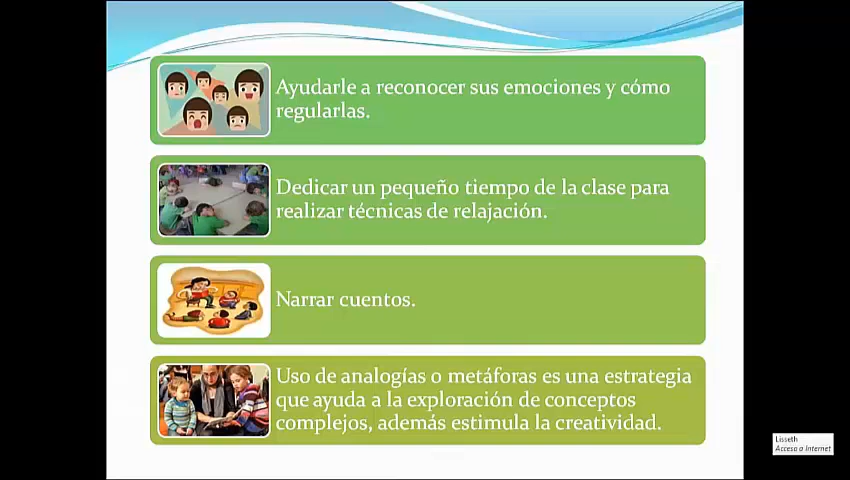 Ayudarle a reconocer sus emociones y cómo
regularlas.
Dedicar un pequeño tiempo de la clase para
realizar técnicas de relajación.
Narrar cuentos.
Uso de analogías o metáforas es una estrategia
que ayuda a la exploración de conceptos
complejos, además estimula la creatividad.
Lisseth
Acceso a Internet